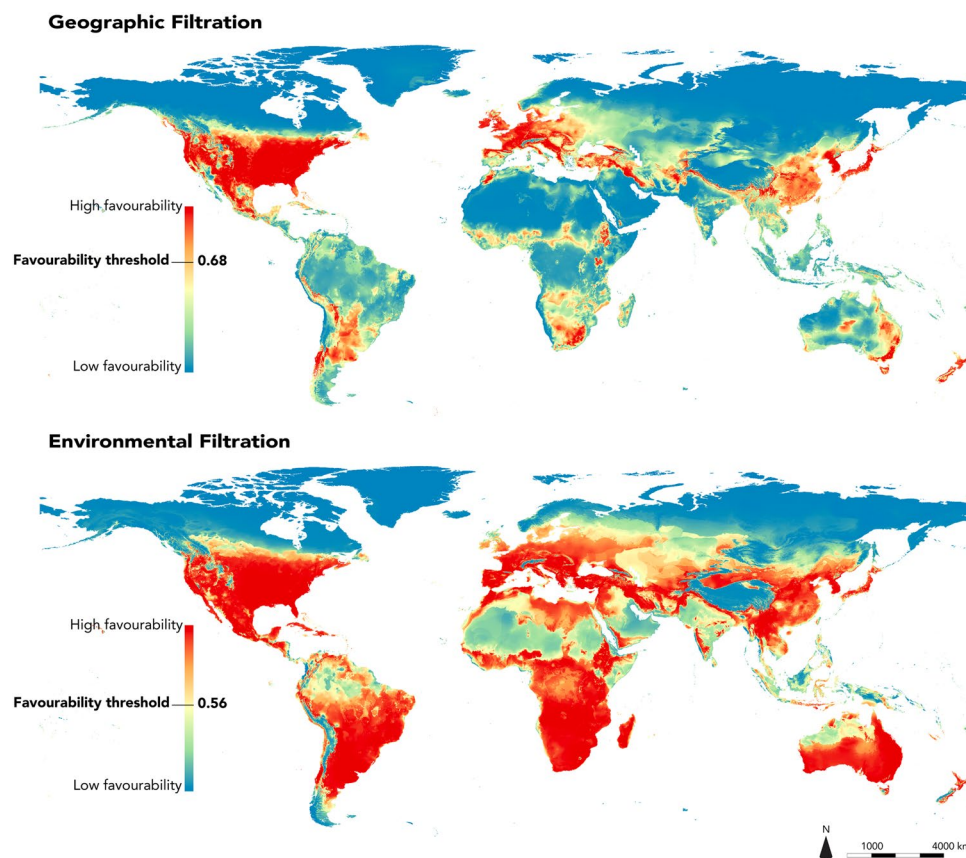 Geographic Filtration
High favourability
Favourability threshold 0.68
Low favourability
Environmental Filtration
High favourability
Favourability threshold 0.56
Low favourability
N
1000 4000 km